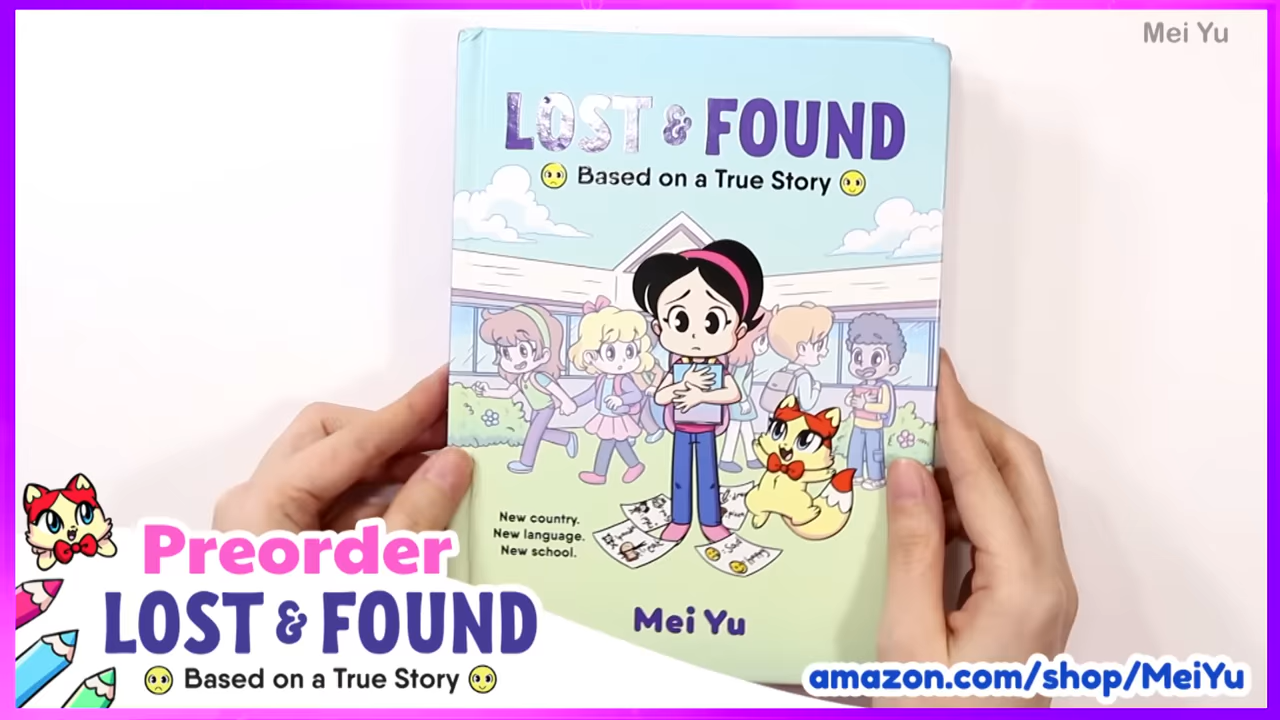 Mei Yu
LOST & FOUND
Based on a True Story
New country.
New language.
New school.
Mei Yu
Preorder
LOST & FOUND
Based on a True Story
amazon.com/shop/MeiYu